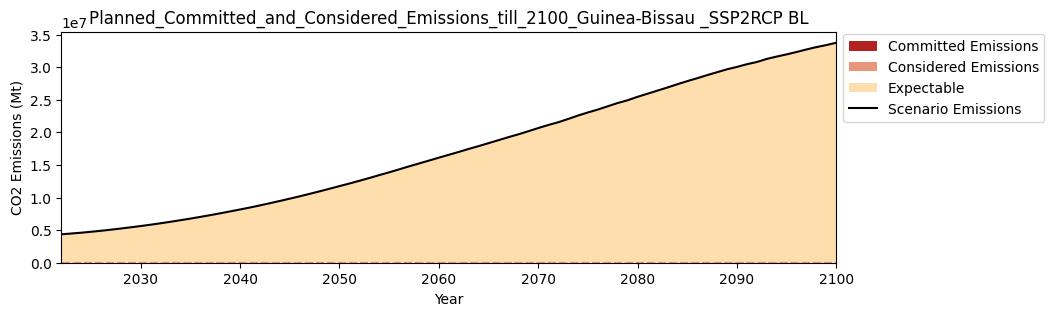 Planned_Committed_and_Considered_Emissions_till_2100_Guinea-Bissau _SSP2RCP BL
1e7
3.5
3.0
2.5
2.0
1.5
1.0
0.5
0.0
CO2 Emissions (Mt)
2030 2040 2050 2060 2070 2080 2090 2100
Year
Committed Emissions
Considered Emissions
Expectable
Scenario Emissions